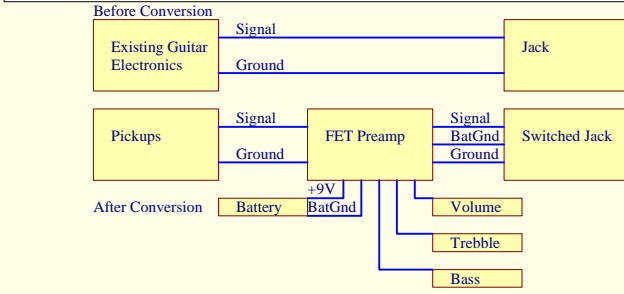 Before Conversion
Existing Guitar
Electronics
Signal
Ground
Jack
Pickups
Signal
Ground
FET Preamp
Signal
BatGnd
Ground
Switched Jack
After Conversion
Battery
+9V
BatGnd
Volume
Trebble
Bass